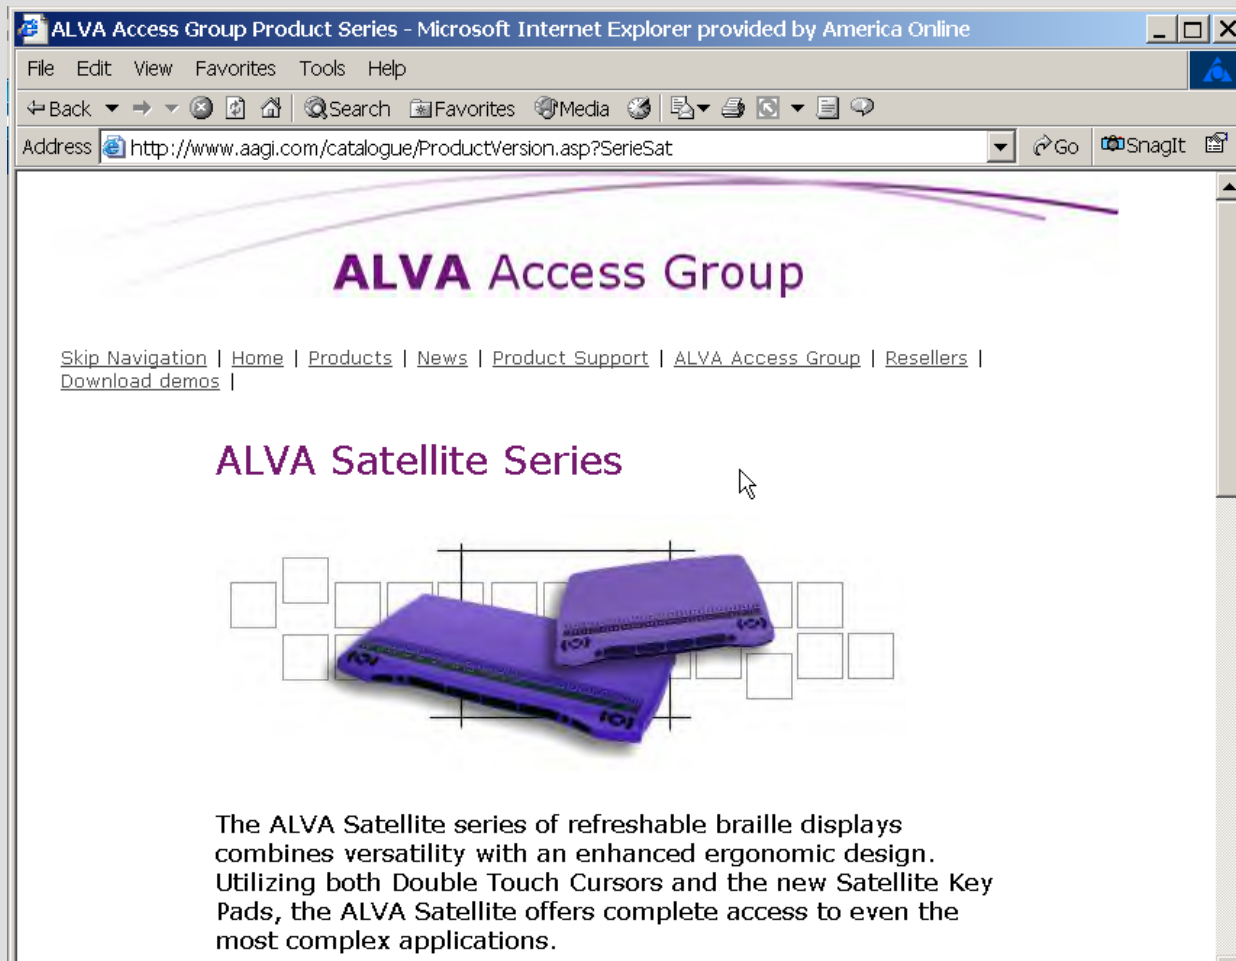 ALVA Access Group Product Series - Microsoft Internet Explorer provided by America Online
File Edit View Favorites Tools Help
Back Search Favorites Media
Address http://www.aagi.com/catalogue/ProductVersion.asp?SerieSat Go SnagIt
ALVA Access Group
Skip Navigation | Home | Products | News | Product Support | ALVA Access Group | Resellers |
Download demos |
ALVA Satellite Series
The ALVA Satellite series of refreshable braille displays
combines versatility with an enhanced ergonomic design.
Utilizing both Double Touch Cursors and the new Satellite Key
Pads, the ALVA Satellite offers complete access to even the
most complex applications.